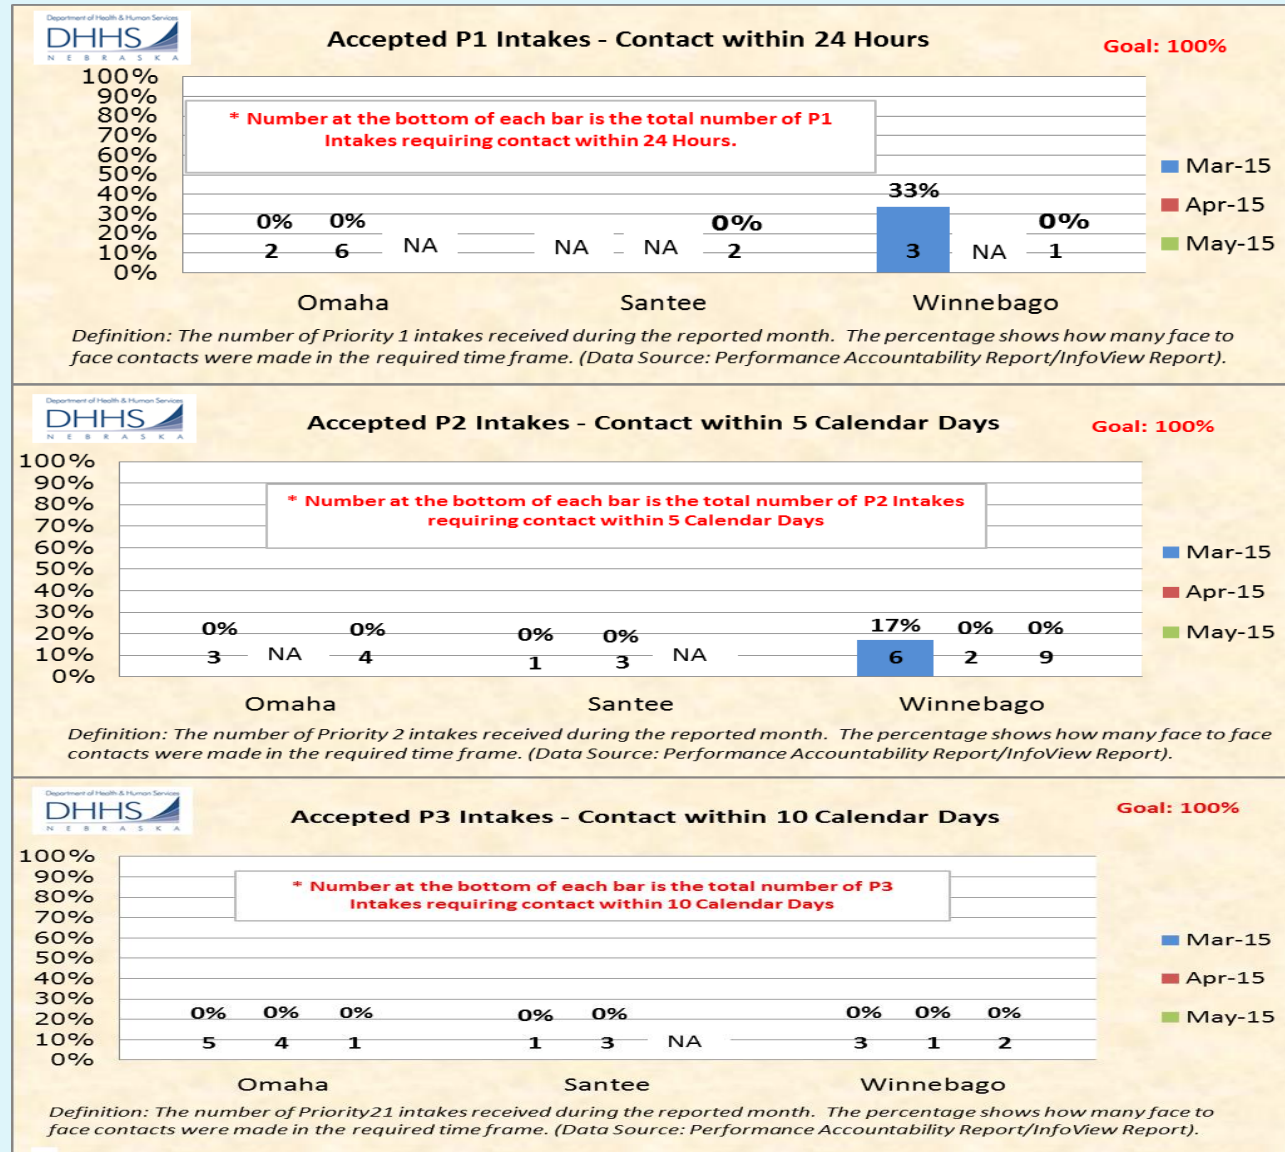 Department of Health & Human Services
DHHS
NEBRASKA
Accepted P1 Intakes - Contact within 24 Hours
Goal: 100%
100%
90%
80%
70%
60%
50%
40%
30%
20%
10%
0%
* Number at the bottom of each bar is the total number of P1
Intakes requiring contact within 24 Hours.
0% 0% 0% 33% 0%
2 6 NA NA NA 2 3 NA 1
Omaha Santee Winnebago
Mar-15
Apr-15
May-15
Definition: The number of Priority 1 intakes received during the reported month. The percentage shows how many face to
face contacts were made in the required time frame. (Data Source: Performance Accountability Report/InfoView Report).
Department of Health & Human Services
DHHS
NEBRASKA
Accepted P2 Intakes - Contact within 5 Calendar Days
Goal: 100%
100%
90%
80%
70%
60%
50%
40%
30%
20%
10%
0%
* Number at the bottom of each bar is the total number of P2 Intakes
requiring contact within 5 Calendar Days
0% 0% 0% 0% 17% 0% 0%
3 NA 4 1 3 NA 6 2 9
Omaha Santee Winnebago
Mar-15
Apr-15
May-15
Definition: The number of Priority 2 intakes received during the reported month. The percentage shows how many face to face
contacts were made in the required time frame. (Data Source: Performance Accountability Report/InfoView Report).
Department of Health & Human Services
DHHS
NEBRASKA
Accepted P3 Intakes - Contact within 10 Calendar Days
Goal: 100%
100%
90%
80%
70%
60%
50%
40%
30%
20%
10%
0%
* Number at the bottom of each bar is the total number of P3
Intakes requiring contact within 10 Calendar Days
0% 0% 0% 0% 0% 0% 0% 0%
5 4 1 1 3 NA 3 1 2
Omaha Santee Winnebago
Mar-15
Apr-15
May-15
Definition: The number of Priority21 intakes received during the reported month. The percentage shows how many face to
face contacts were made in the required time frame. (Data Source: Performance Accountability Report/InfoView Report).